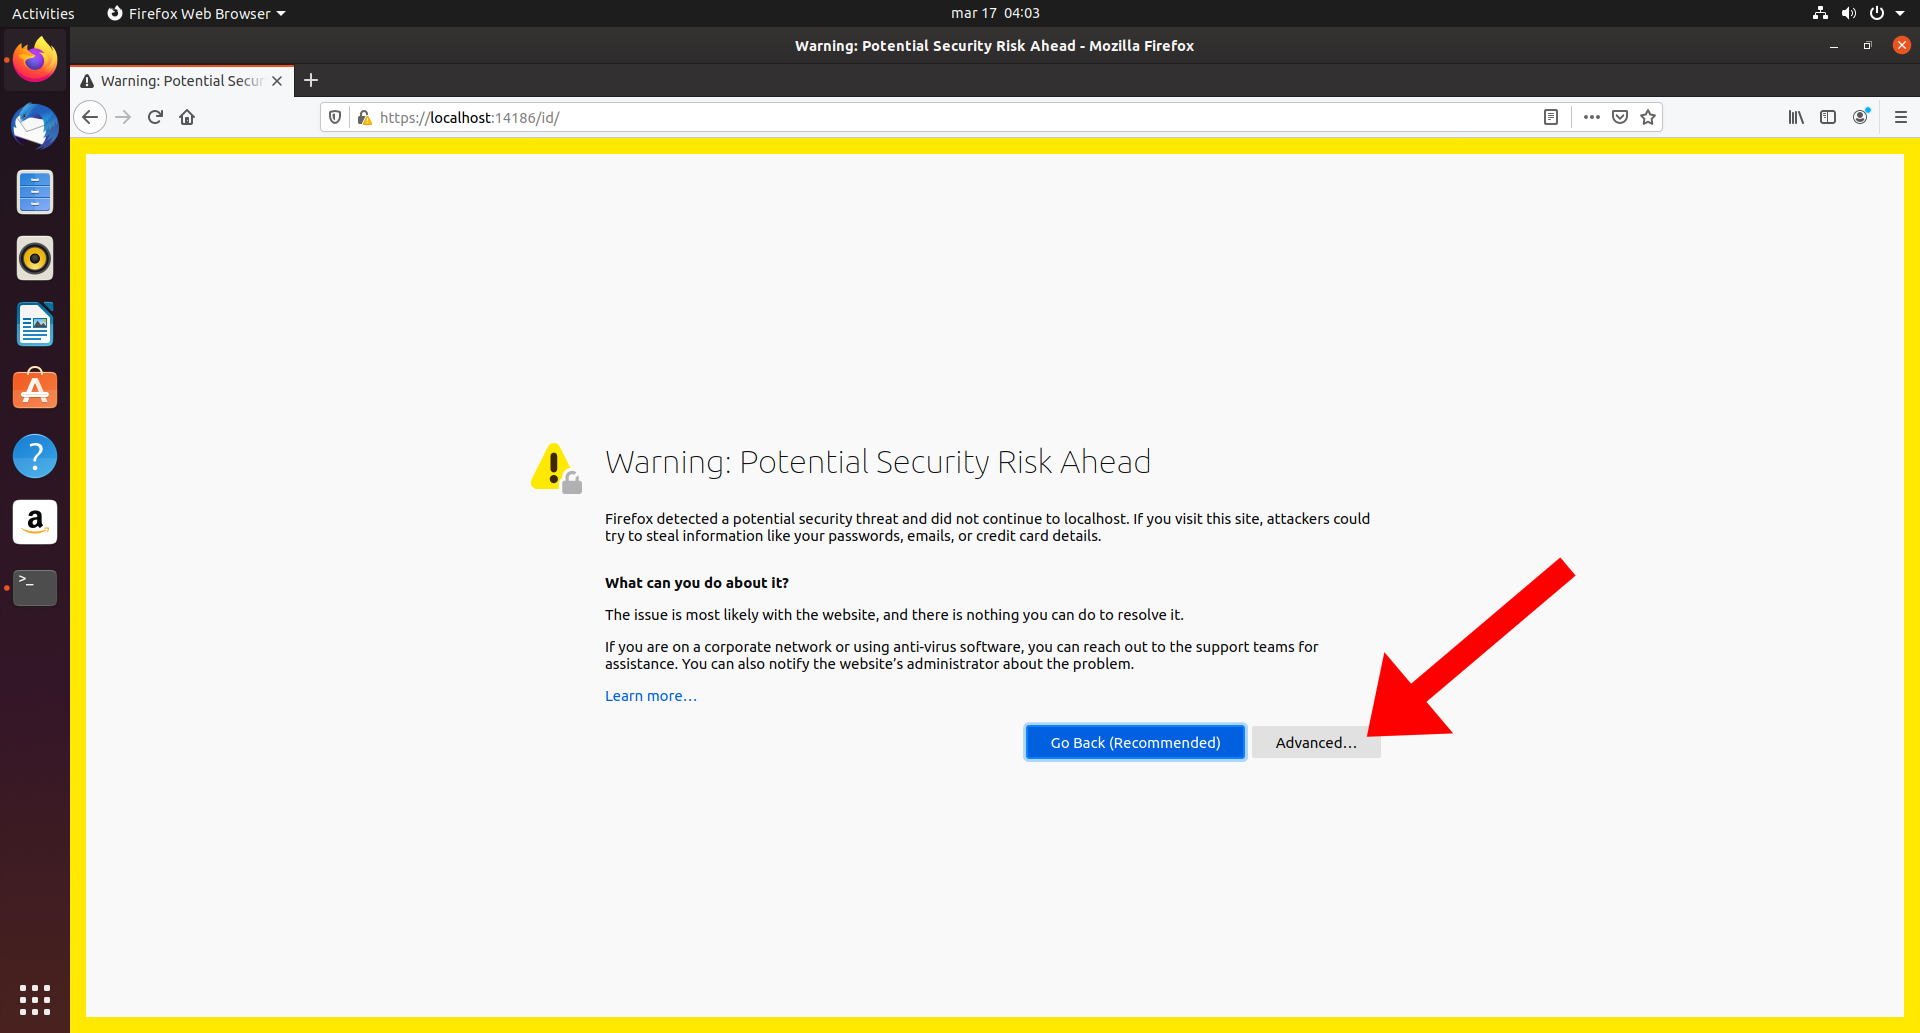 Activities
Firefox Web Browser
mar 17 04:03
Warning: Potential Security Risk Ahead - Mozilla Firefox
Warning: Potential Secur
https://localhost:14186/id/
Warning: Potential Security Risk Ahead
Firefox detected a potential security threat and did not continue to localhost. If you visit this site, attackers could
try to steal information like your passwords, emails, or credit card details.
What can you do about it?
The issue is most likely with the website, and there is nothing you can do to resolve it.
If you are on a corporate network or using anti-virus software, you can reach out to the support teams for
assistance. You can also notify the website’s administrator about the problem.
Learn more…
Go Back (Recommended)
Advanced…